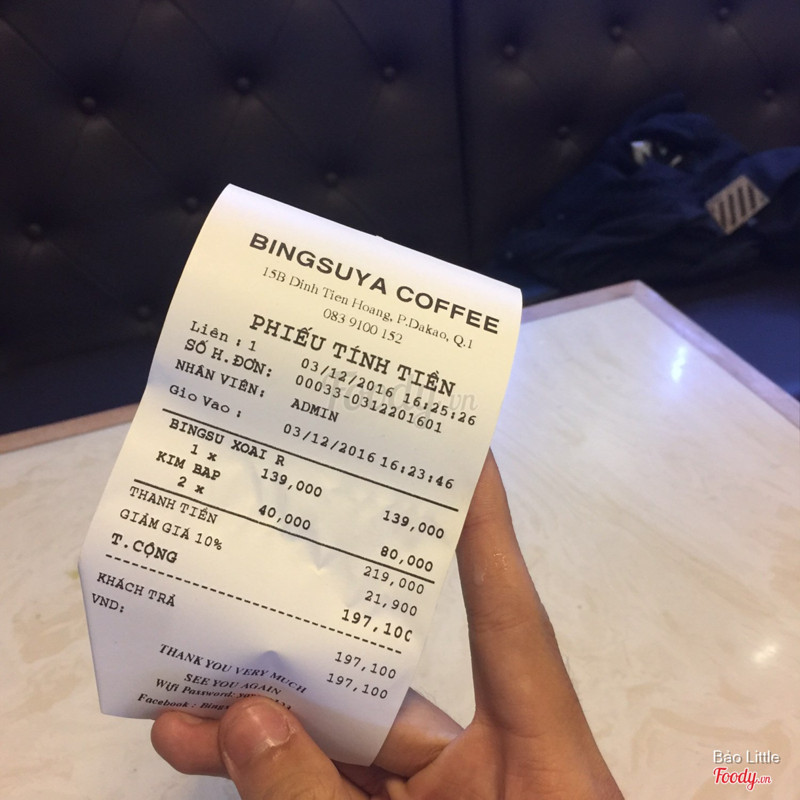 BINGSUYA COFFEE
15B Dinh Tien Hoang, P.Dakao, Q.1
083 9100 152
PHIẾU TÍNH TIỀN
Liên : 1 03/12/2016 16:25:26
SỐ H.ĐƠN: 00033-0312201601
NHÂN VIÊN: ADMIN
Gio Vao : 03/12/2016 16:23:46
BINGSU XOAI R
1 x 139,000 139,000
KIM BAP
2 x 40,000 80,000
THÀNH TIỀN 219,000
GIẢM GIÁ 10% 21,900
T. CỘNG 197,100
KHÁCH TRẢ 197,100
VND: 197,100
THANK YOU VERY MUCH
SEE YOU AGAIN
Wifi Password:
Facebook :
Foody.vn
Bảo Little
Foody.vn